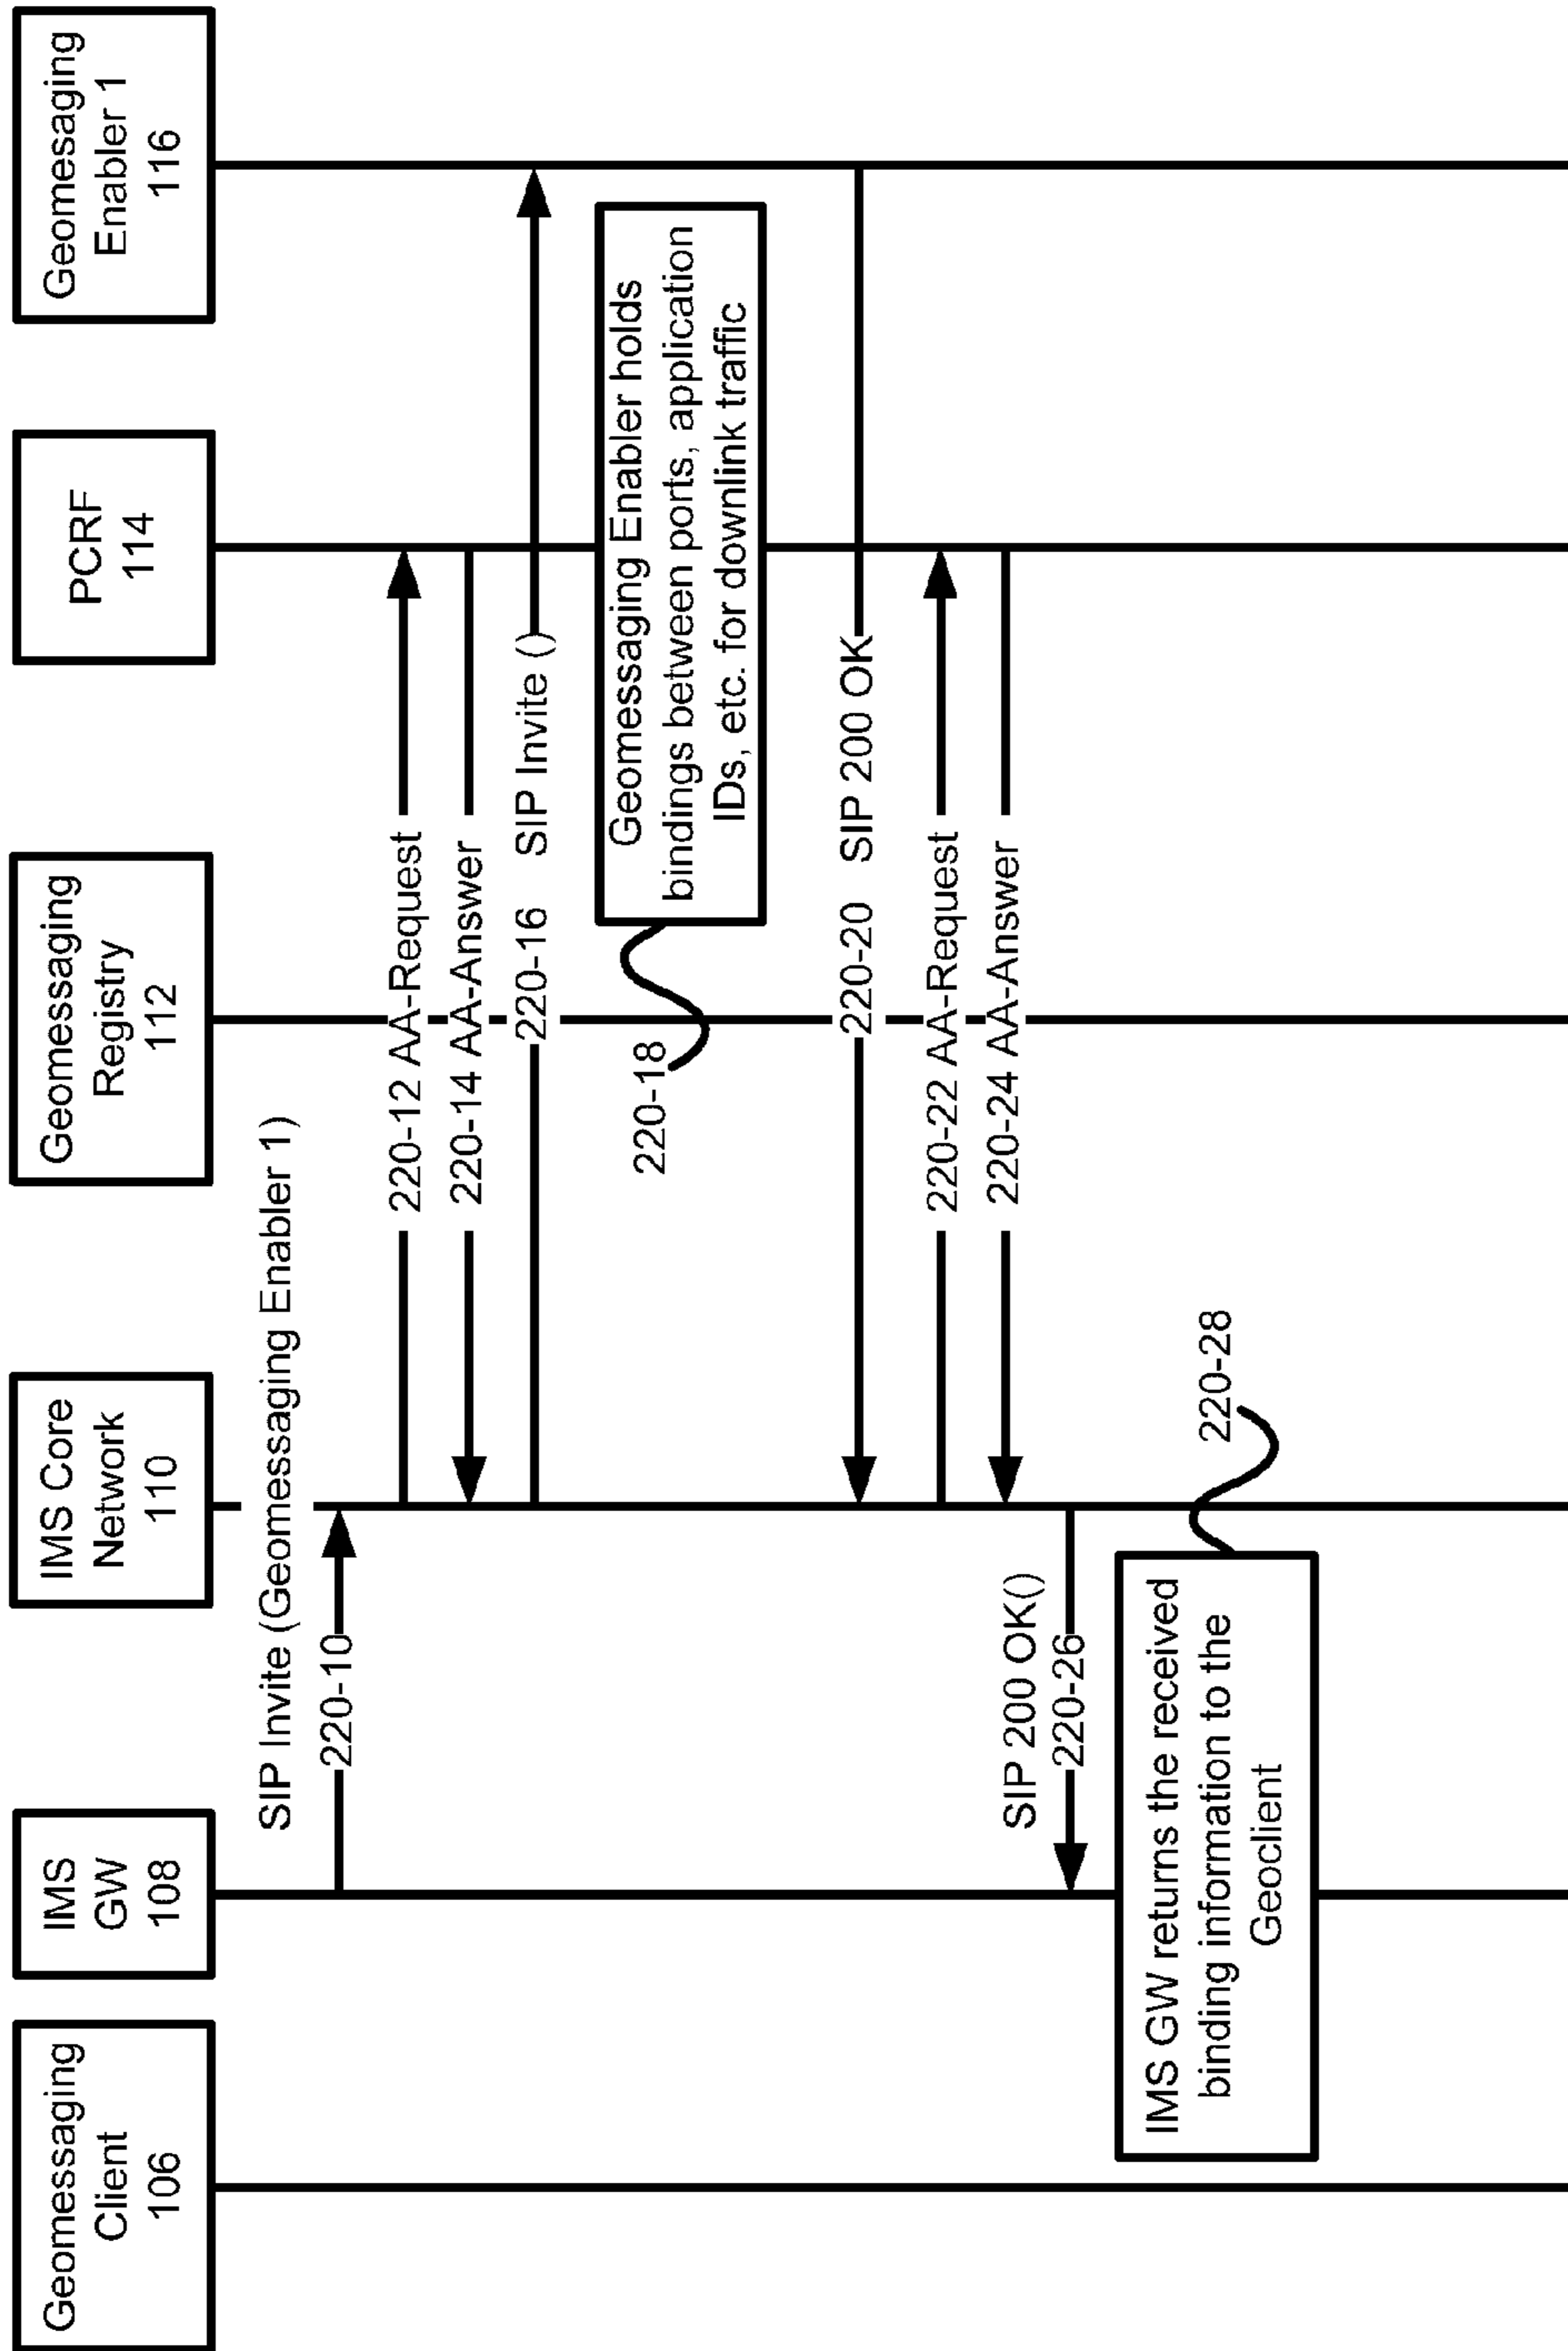 Geomessaging
Client
106
IMS
GW
108
IMS Core
Network
110
Geomessaging
Registry
112
PCRF
114
Geomesaging
Enabler 1
116
SIP Invite (Geomessaging Enabler 1)
220-10
220-12 AA-Request
220-14 AA-Answer
220-16 SIP Invite ()
220-18
Geomessaging Enabler holds
bindings between ports, application
IDs, etc. for downlink traffic
220-20 SIP 200 OK
220-22 AA-Request
220-24 AA-Answer
SIP 200 OK()
220-26
IMS GW returns the received
binding information to the
Geoclient
220-28